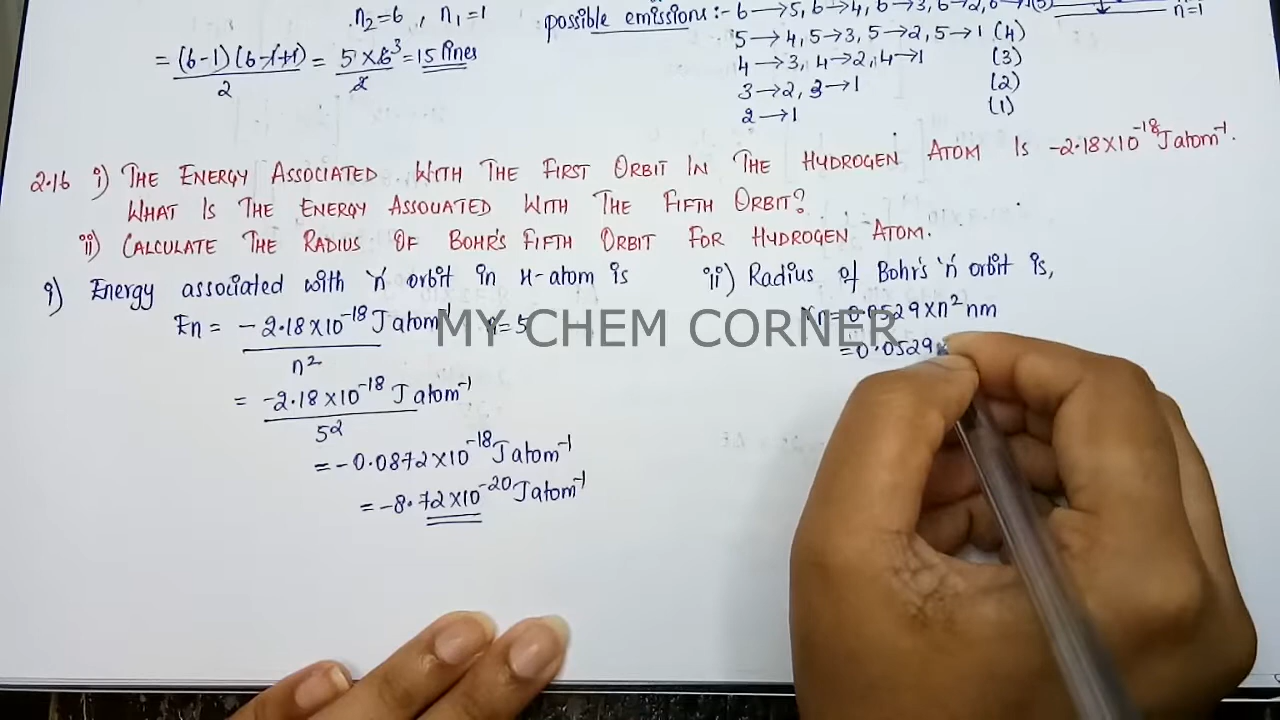 n₂=6 , n₁=1
= (6-1)(6-1+1)/2 = 5×6³/2 = 15 lines
possible emissions :- 6→5, 6→4, 6→3, 6→2, 6→1 (5)
n=1
5→4, 5→3, 5→2, 5→1 (4)
4→3, 4→2, 4→1 (3)
3→2, 3→1 (2)
2→1 (1)
2.16 i) THE ENERGY ASSOCIATED WITH THE FIRST ORBIT IN THE HYDROGEN ATOM IS -2.18×10⁻¹⁸ J atom⁻¹.
WHAT IS THE ENERGY ASSOCIATED WITH THE FIFTH ORBIT?
ii) CALCULATE THE RADIUS OF BOHR'S FIFTH ORBIT FOR HYDROGEN ATOM.
i) Energy associated with 'n' orbit in H-atom is
En = -2.18×10⁻¹⁸ J atom⁻¹/n² n=5
= -2.18×10⁻¹⁸ J atom⁻¹/5²
= -0.0872×10⁻¹⁸ J atom⁻¹
= -8.72×10⁻²⁰ J atom⁻¹
ii) Radius of Bohr's 'n' orbit is,
rn = 0.0529×n² nm
= 0.0529
MY CHEM CORNER